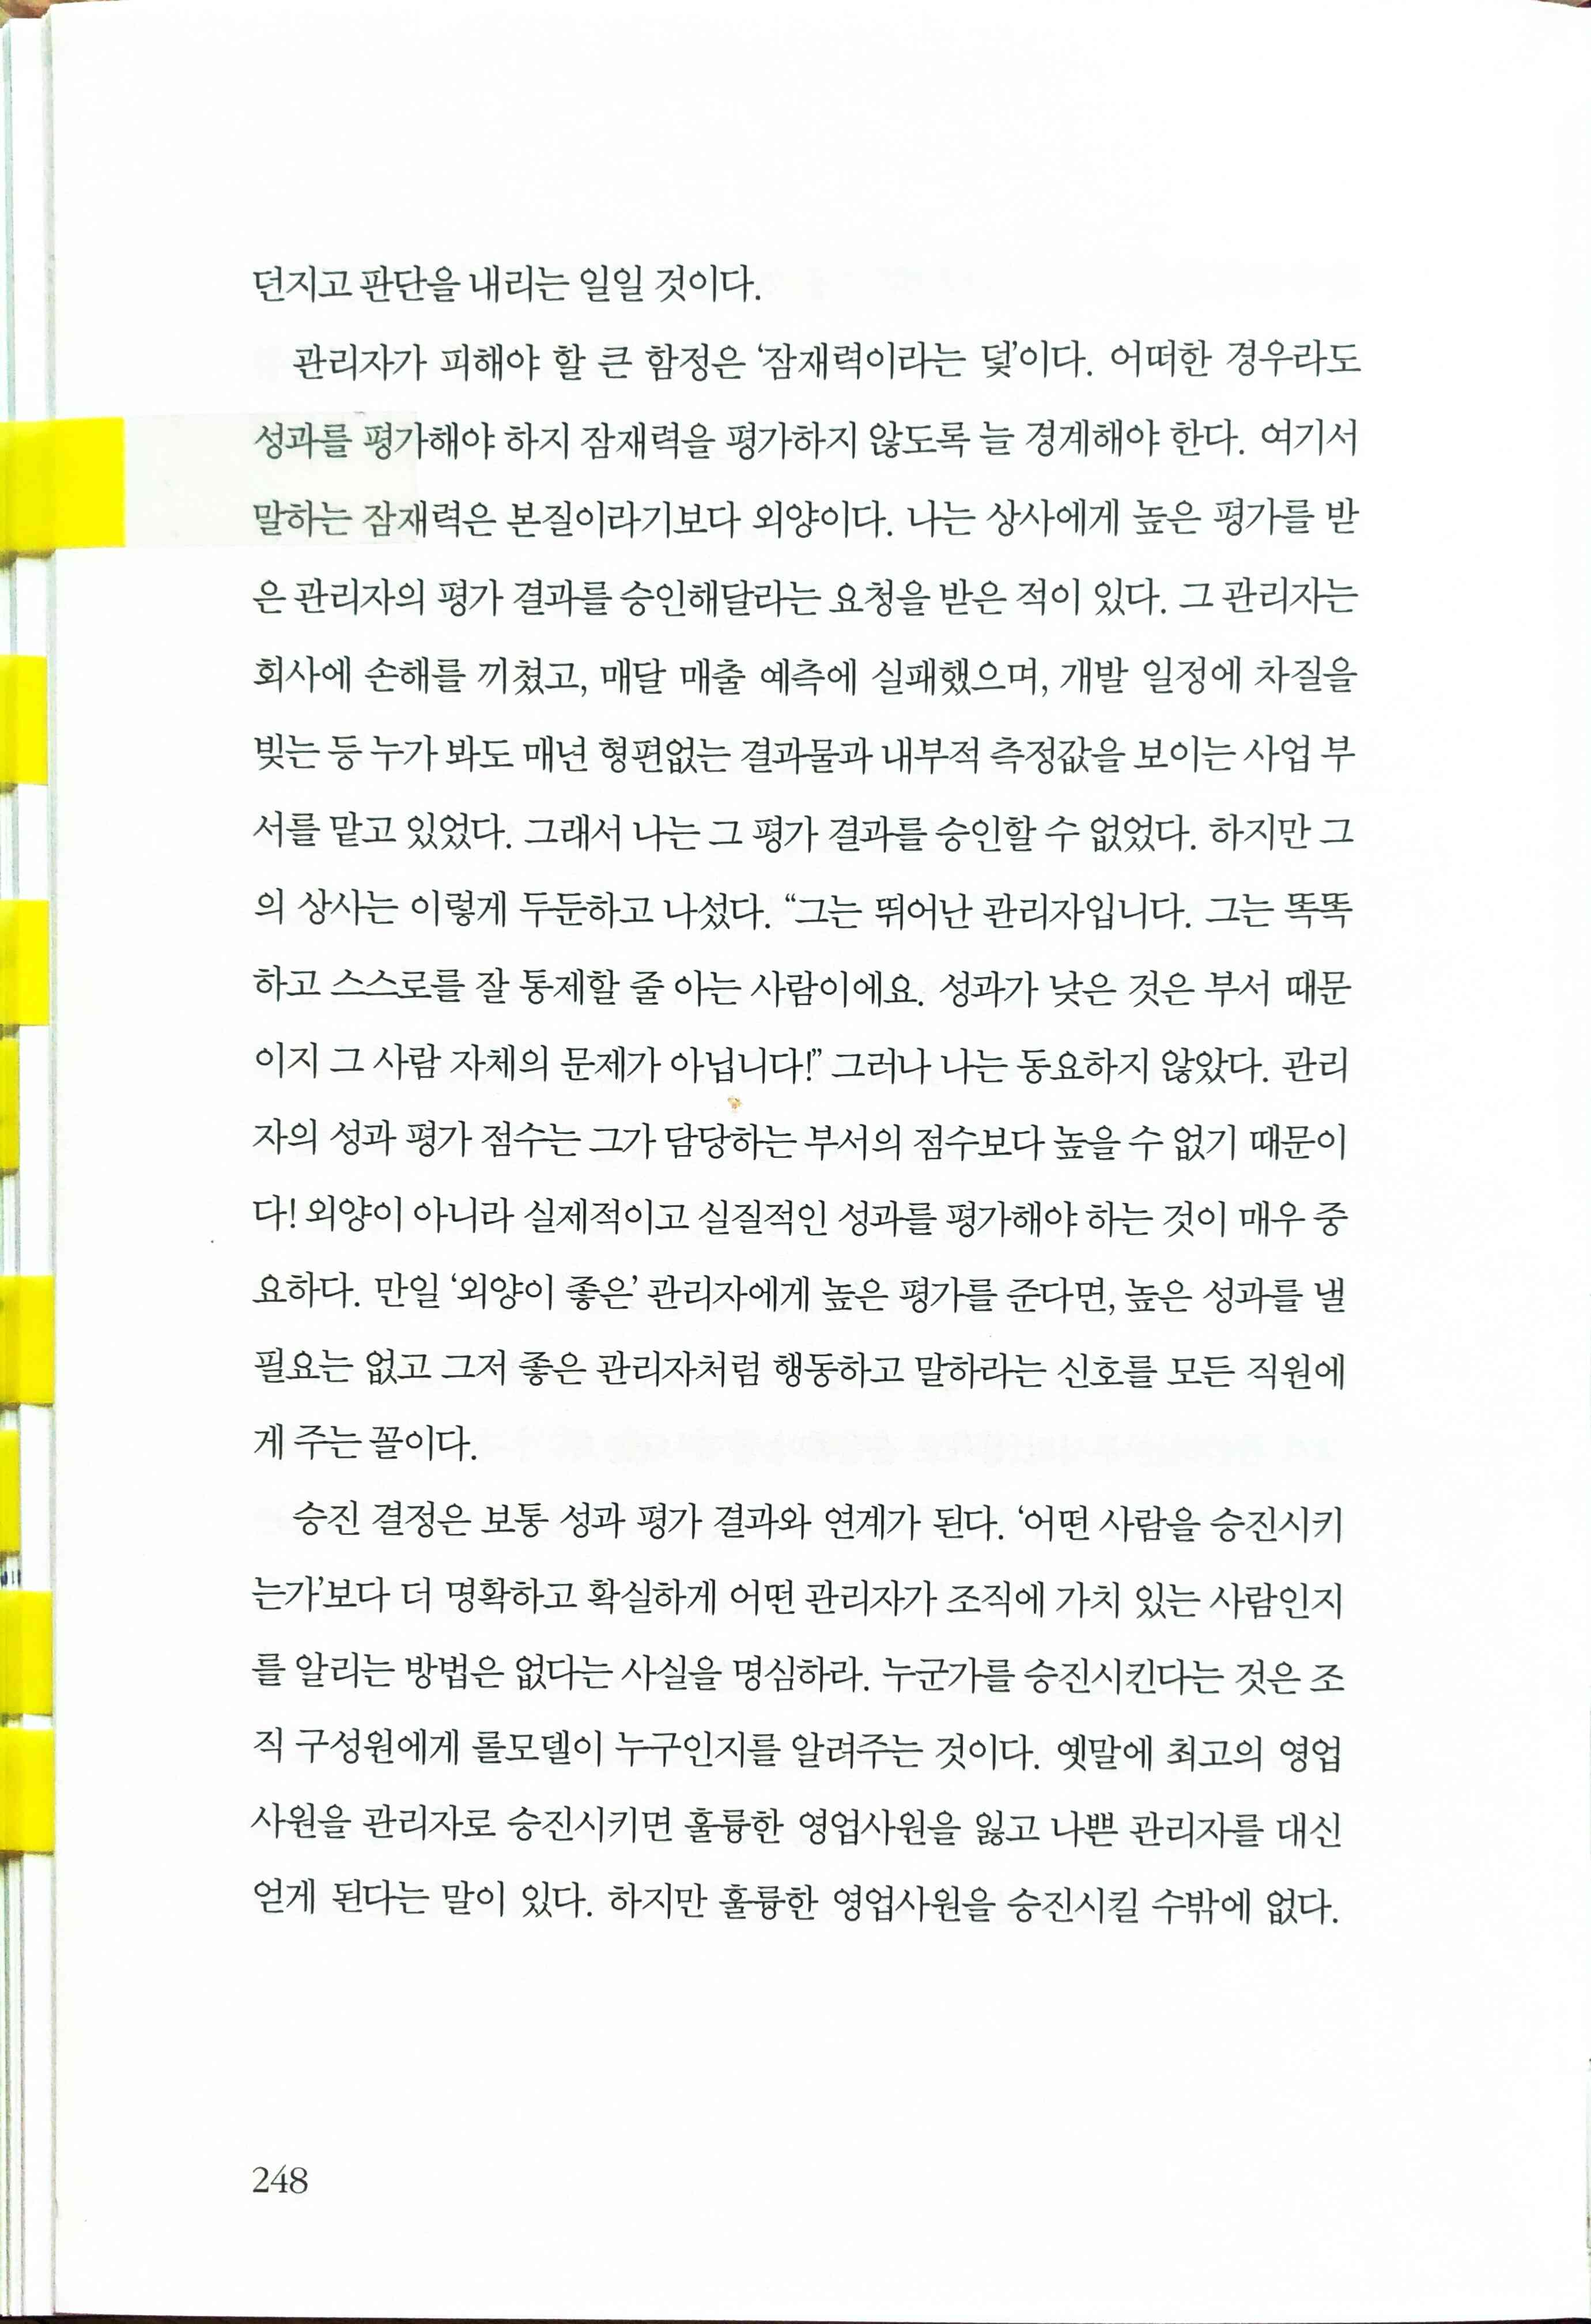 던지고 판단을 내리는 일일 것이다.
관리자가 피해야 할 큰 함정은 ‘잠재력이라는 덫’이다. 어떠한 경우라도
성과를 평가해야 하지 잠재력을 평가하지 않도록 늘 경계해야 한다. 여기서
말하는 잠재력은 본질이라기보다 외양이다. 나는 상사에게 높은 평가를 받
은 관리자의 평가 결과를 승인해달라는 요청을 받은 적이 있다. 그 관리자는
회사에 손해를 끼쳤고, 매달 매출 예측에 실패했으며, 개발 일정에 차질을
빚는 등 누가 봐도 매년 형편없는 결과물과 내부적 측정값을 보이는 사업 부
서를 맡고 있었다. 그래서 나는 그 평가 결과를 승인할 수 없었다. 하지만 그
의 상사는 이렇게 두둔하고 나섰다. “그는 뛰어난 관리자입니다. 그는 똑똑
하고 스스로를 잘 통제할 줄 아는 사람이에요. 성과가 낮은 것은 부서 때문
이지 그 사람 자체의 문제가 아닙니다!” 그러나 나는 동요하지 않았다. 관리
자의 성과 평가 점수는 그가 담당하는 부서의 점수보다 높을 수 없기 때문이
다! 외양이 아니라 실제적이고 실질적인 성과를 평가해야 하는 것이 매우 중
요하다. 만일 ‘외양이 좋은’ 관리자에게 높은 평가를 준다면, 높은 성과를 낼
필요는 없고 그저 좋은 관리자처럼 행동하고 말하라는 신호를 모든 직원에
게 주는 꼴이다.
승진 결정은 보통 성과 평가 결과와 연계가 된다. ‘어떤 사람을 승진시키
는가’보다 더 명확하고 확실하게 어떤 관리자가 조직에 가치 있는 사람인지
를 알리는 방법은 없다는 사실을 명심하라. 누군가를 승진시킨다는 것은 조
직 구성원에게 롤모델이 누구인지를 알려주는 것이다. 옛말에 최고의 영업
사원을 관리자로 승진시키면 훌륭한 영업사원을 잃고 나쁜 관리자를 대신
얻게 된다는 말이 있다. 하지만 훌륭한 영업사원을 승진시킬 수밖에 없다.
248